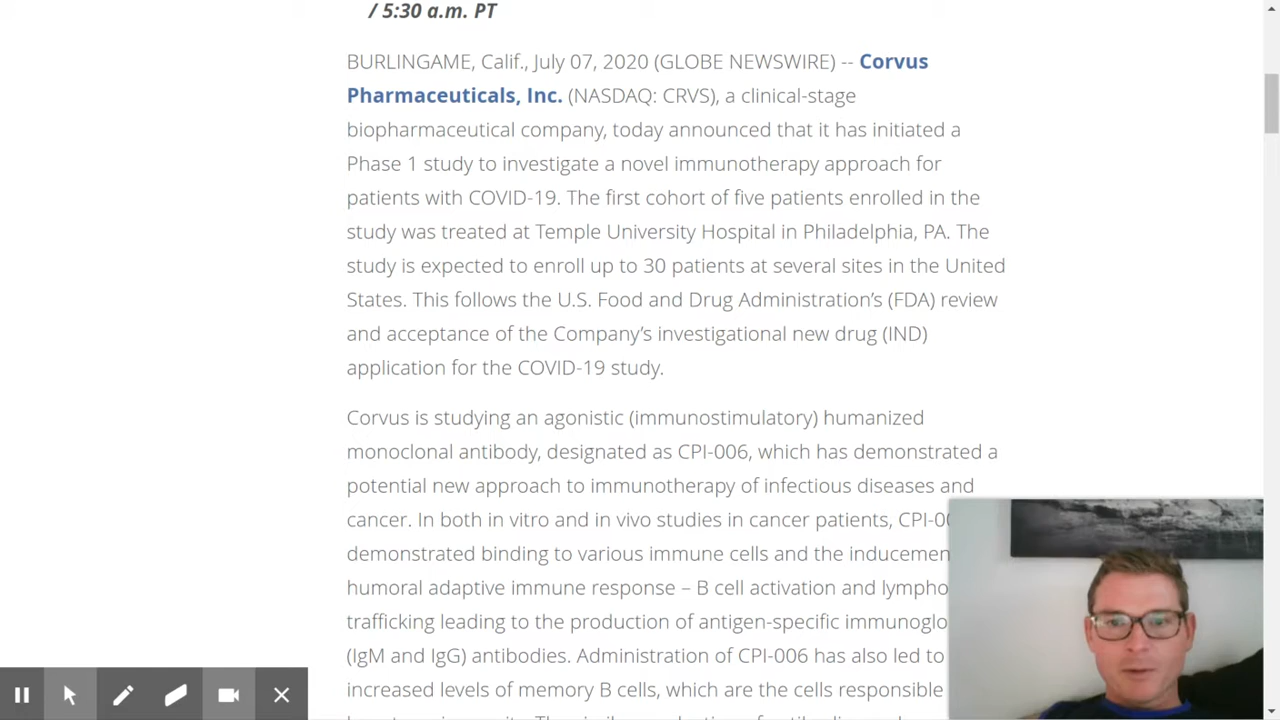 / 5:30 a.m. PT
BURLINGAME, Calif., July 07, 2020 (GLOBE NEWSWIRE) -- Corvus
Pharmaceuticals, Inc. (NASDAQ: CRVS), a clinical-stage
biopharmaceutical company, today announced that it has initiated a
Phase 1 study to investigate a novel immunotherapy approach for
patients with COVID-19. The first cohort of five patients enrolled in the
study was treated at Temple University Hospital in Philadelphia, PA. The
study is expected to enroll up to 30 patients at several sites in the United
States. This follows the U.S. Food and Drug Administration’s (FDA) review
and acceptance of the Company’s investigational new drug (IND)
application for the COVID-19 study.
Corvus is studying an agonistic (immunostimulatory) humanized
monoclonal antibody, designated as CPI-006, which has demonstrated a
potential new approach to immunotherapy of infectious diseases and
cancer. In both in vitro and in vivo studies in cancer patients,
demonstrated binding to various immune cells and the
humoral adaptive immune response – B cell activation and
trafficking leading to the production of antigen-specific
(IgM and IgG) antibodies. Administration of CPI-006 has also led to
increased levels of memory B cells, which are the cells responsible